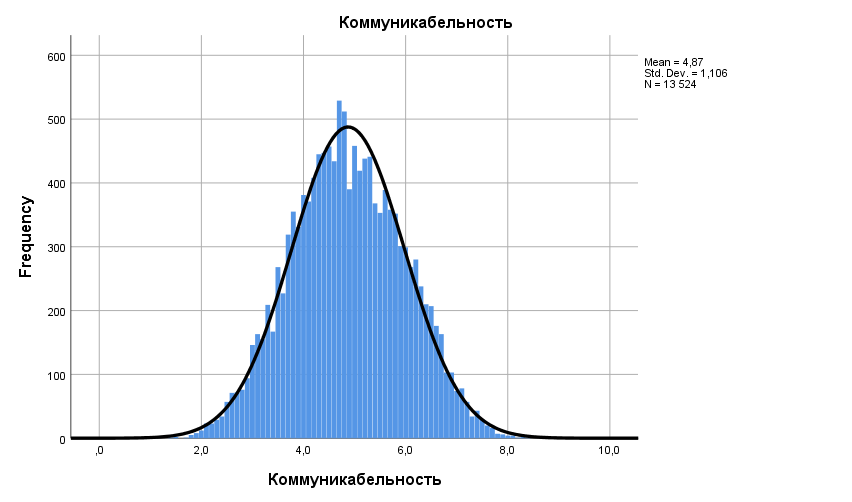 Коммуникабельность
Mean = 4,87
Std. Dev. = 1,106
N = 13 524
Frequency
600
500
400
300
200
100
0
,0
2,0
4,0
6,0
8,0
10,0
Коммуникабельность